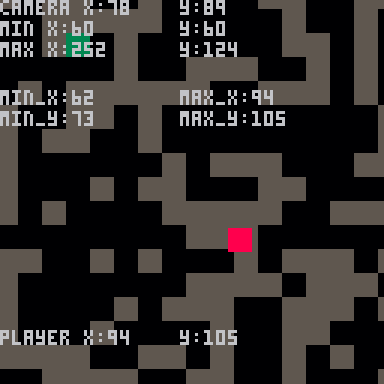 CAMERA X:78 Y:89
MIN X:60 Y:60
MAX X:252 Y:124
MIN_X:62 MAX_X:94
MIN_Y:73 MAX_Y:105
PLAYER X:94 Y:105